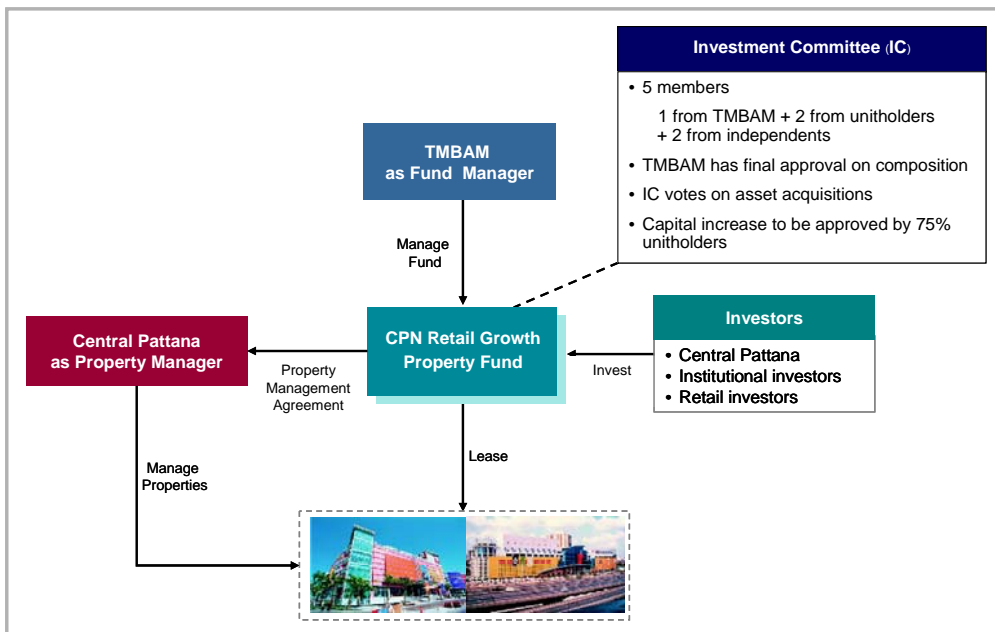 Investment Committee (IC)
• 5 members
1 from TMBAM + 2 from unitholders
+ 2 from independents
• TMBAM has final approval on composition
• IC votes on asset acquisitions
• Capital increase to be approved by 75%
unitholders
TMBAM
as Fund Manager
Manage
Fund
Central Pattana
as Property Manager
CPN Retail Growth
Property Fund
Investors
• Central Pattana
• Institutional investors
• Retail investors
Property
Management
Agreement
Invest
Lease
Manage
Properties